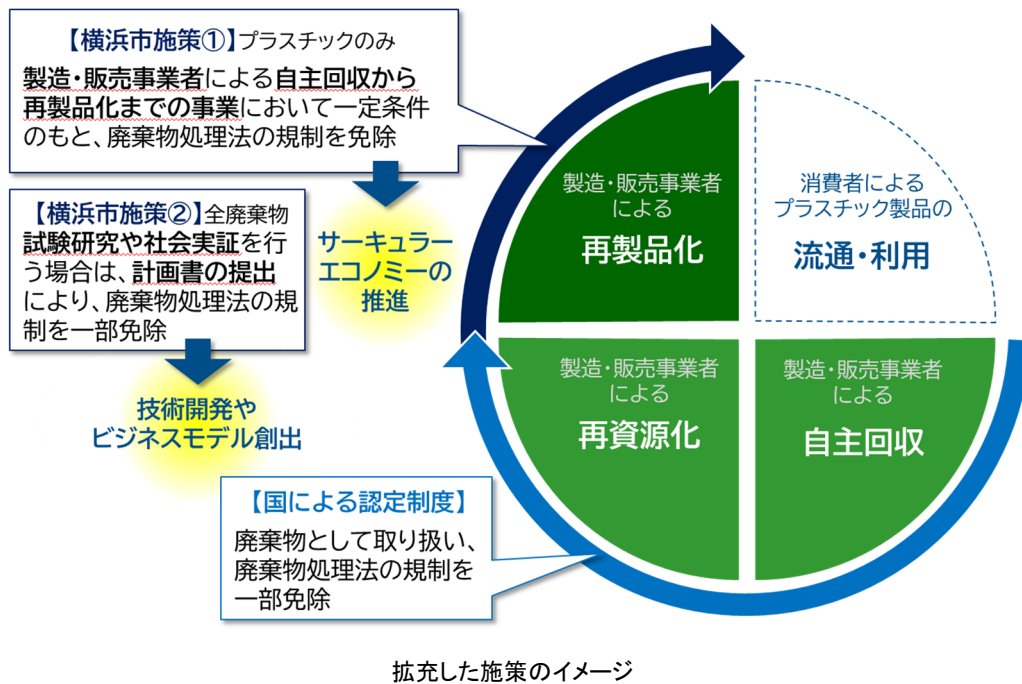 【横浜市施策①】プラスチックのみ
製造・販売事業者による自主回収から
再製品化までの事業において一定条件
のもと、廃棄物処理法の規制を免除
【横浜市施策②】全廃棄物
試験研究や社会実証を行
う場合は、計画書の提出
により、廃棄物処理法の規
制を一部免除
サーキュラー
エコノミーの
推進
技術開発や
ビジネスモデル創出
【国による認定制度】
廃棄物として取り扱い、
廃棄物処理法の規制を
一部免除
製造・販売事業者
による
再製品化
消費者による
プラスチック製品の
流通・利用
製造・販売事業者
による
再資源化
製造・販売事業者
による
自主回収
拡充した施策のイメージ